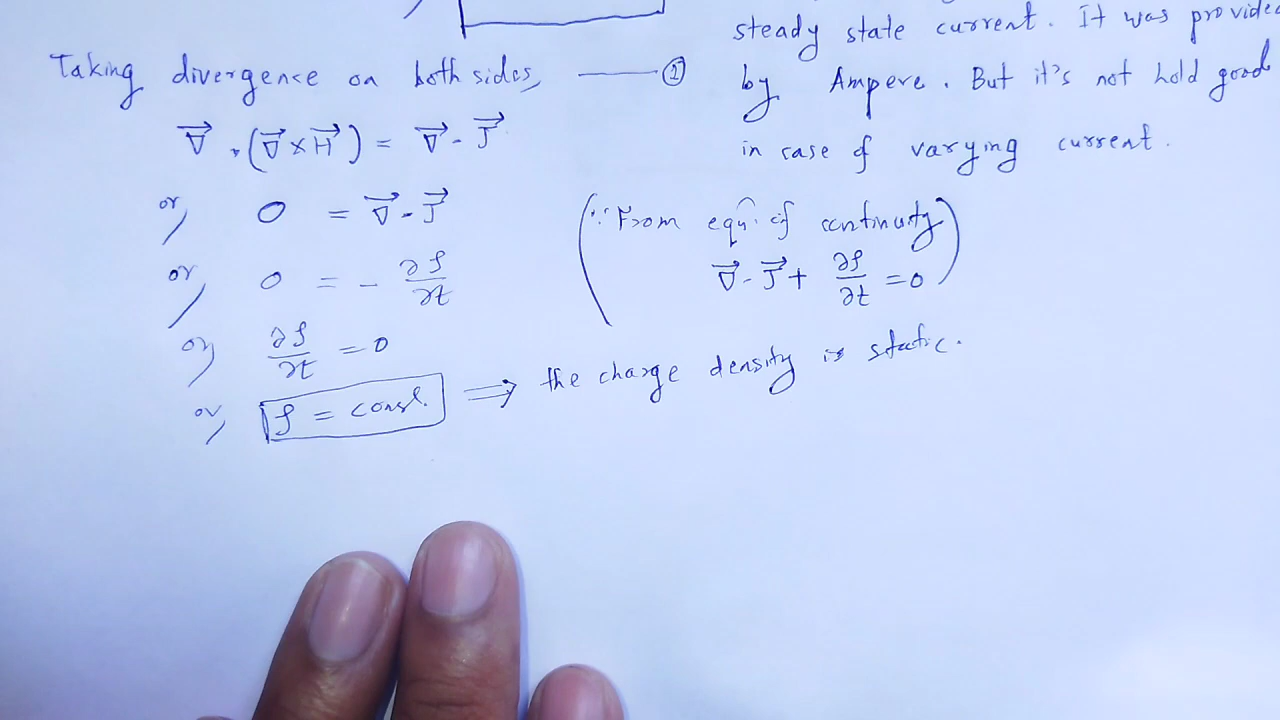 steady state current. It was provided
by Ampere. But it's not hold good
in case of varying current.
Taking divergence on both sides, —— ①
∇⃗ . (∇⃗ × H⃗) = ∇⃗ . J⃗
or, 0 = ∇⃗ . J⃗
(∵ From eqn. of continuity
∇⃗ . J⃗ + ∂ρ/∂t = 0)
or, 0 = - ∂ρ/∂t
or, ∂ρ/∂t = 0
or, ρ = const. ⟹ the charge density is static.